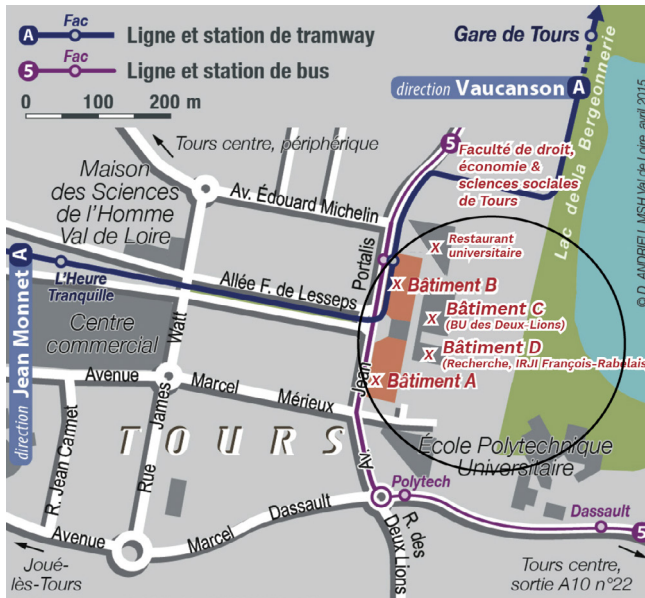 Fac
A
Ligne et station de tramway
Fac
5
Ligne et station de bus
0 100 200 m
Gare de Tours
direction Vaucanson A
Lac de la Bergeonnerie
© D. ANDRIEU, MSH Val de Loire, avril 2015
Tours centre, périphérique
5
Faculté de droit,
économie &
sciences sociales
de Tours
Maison
des Sciences
de l'Homme
Val de Loire
Av. Édouard Michelin
X Restaurant
universitaire
Portalis
direction Jean Monnet A
L'Heure
Tranquille
Allée F. de Lesseps
X Bâtiment B
X Bâtiment C
(BU des Deux-Lions)
Centre
commercial
Watt
X Bâtiment D
(Recherche, IRJI François-Rabelais
Jean
X Bâtiment A
Avenue Marcel Mérieux
James
R. Jean Carmet
TOURS
École Polytechnique
Universitaire
Rue
Av.
Polytech
Avenue Marcel Dassault
R. des
Deux Lions
Dassault
5
Joué-
lès-Tours
Tours centre,
sortie A10 n°22